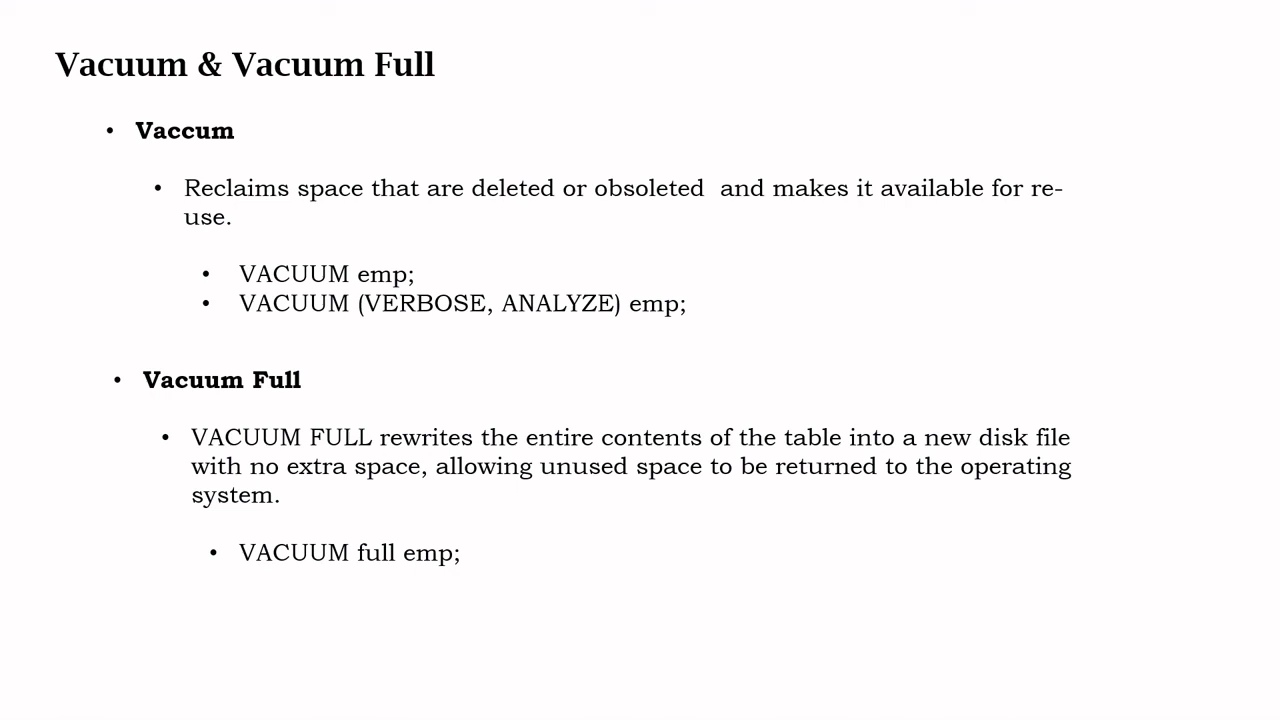 Vacuum & Vacuum Full
• Vaccum
• Reclaims space that are deleted or obsoleted  and makes it available for re-
use.
• VACUUM emp;
• VACUUM (VERBOSE, ANALYZE) emp;
• Vacuum Full
• VACUUM FULL rewrites the entire contents of the table into a new disk file
with no extra space, allowing unused space to be returned to the operating
system.
• VACUUM full emp;